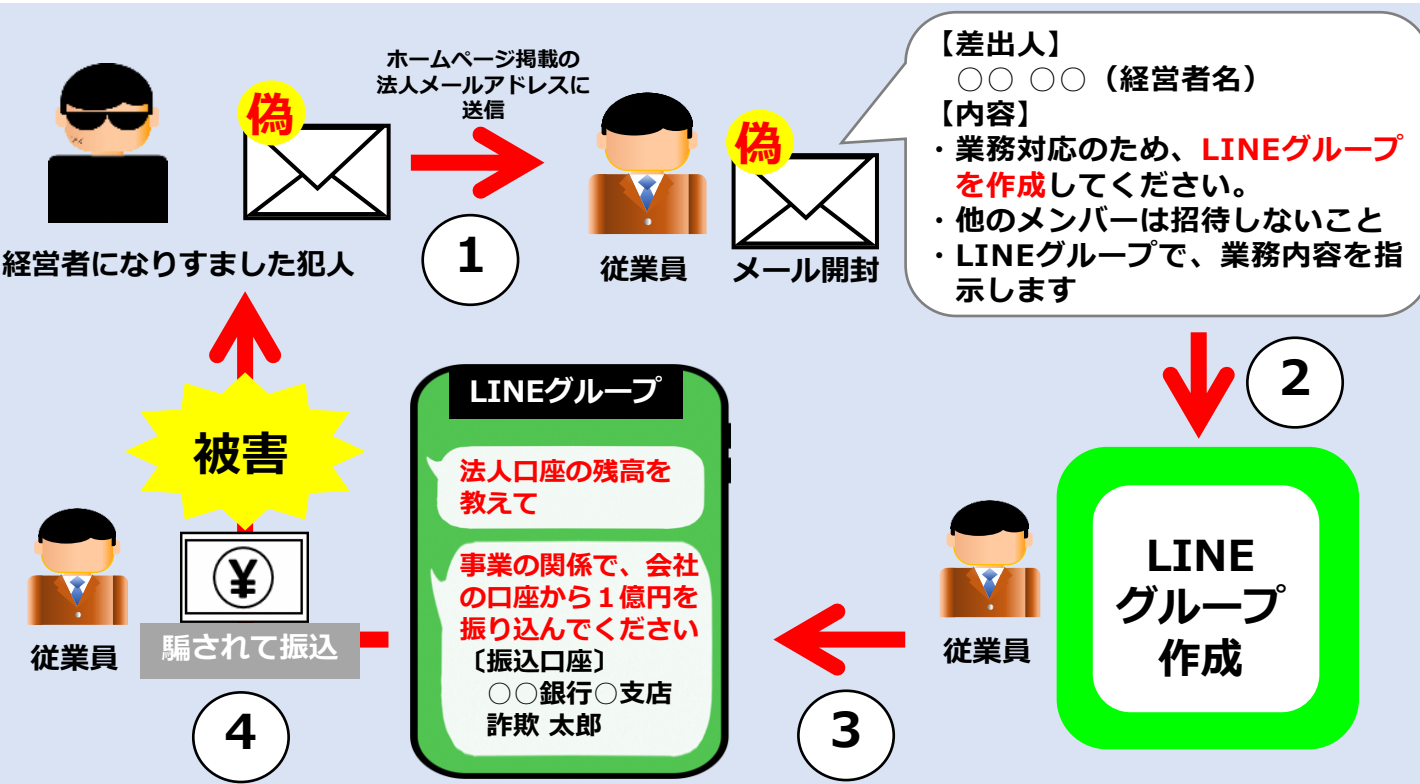 ホームページ掲載の
法人メールアドレスに
送信
偽
偽
経営者になりすました犯人
1
従業員
メール開封
【差出人】
○○ ○○（経営者名）
【内容】
・業務対応のため、LINEグループ
を作成してください。
・他のメンバーは招待しないこと
・LINEグループで、業務内容を指
示します
2
LINE
グループ
作成
従業員
3
LINEグループ
法人口座の残高を
教えて
事業の関係で、会社
の口座から１億円を
振り込んでください
〔振込口座〕
○○銀行○支店
詐欺 太郎
被害
¥
従業員
騙されて振込
4